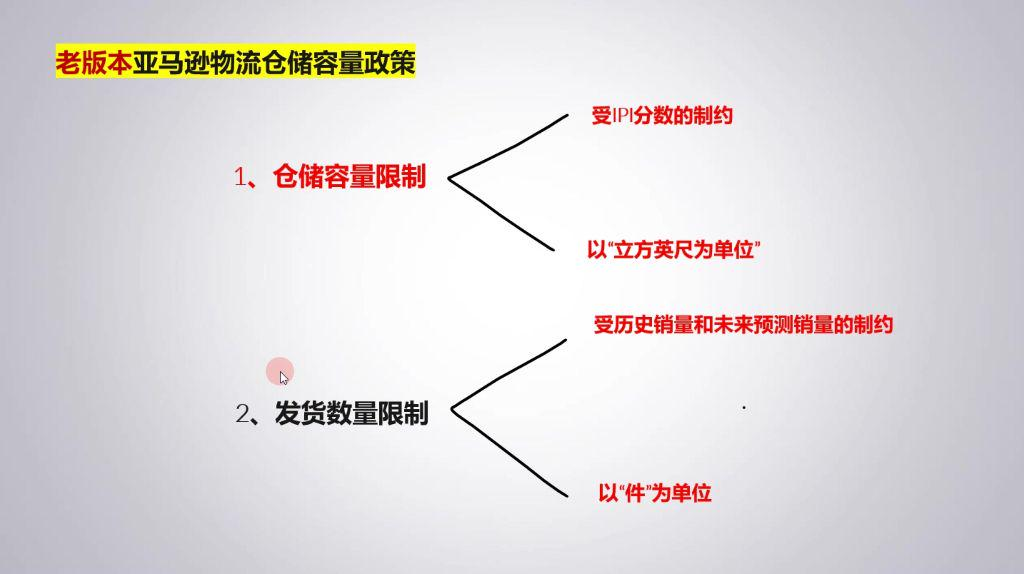 老版本亚马逊物流仓储容量政策
受IPI分数的制约
1、仓储容量限制
以“立方英尺为单位”
受历史销量和未来预测销量的制约
2、发货数量限制
以“件”为单位